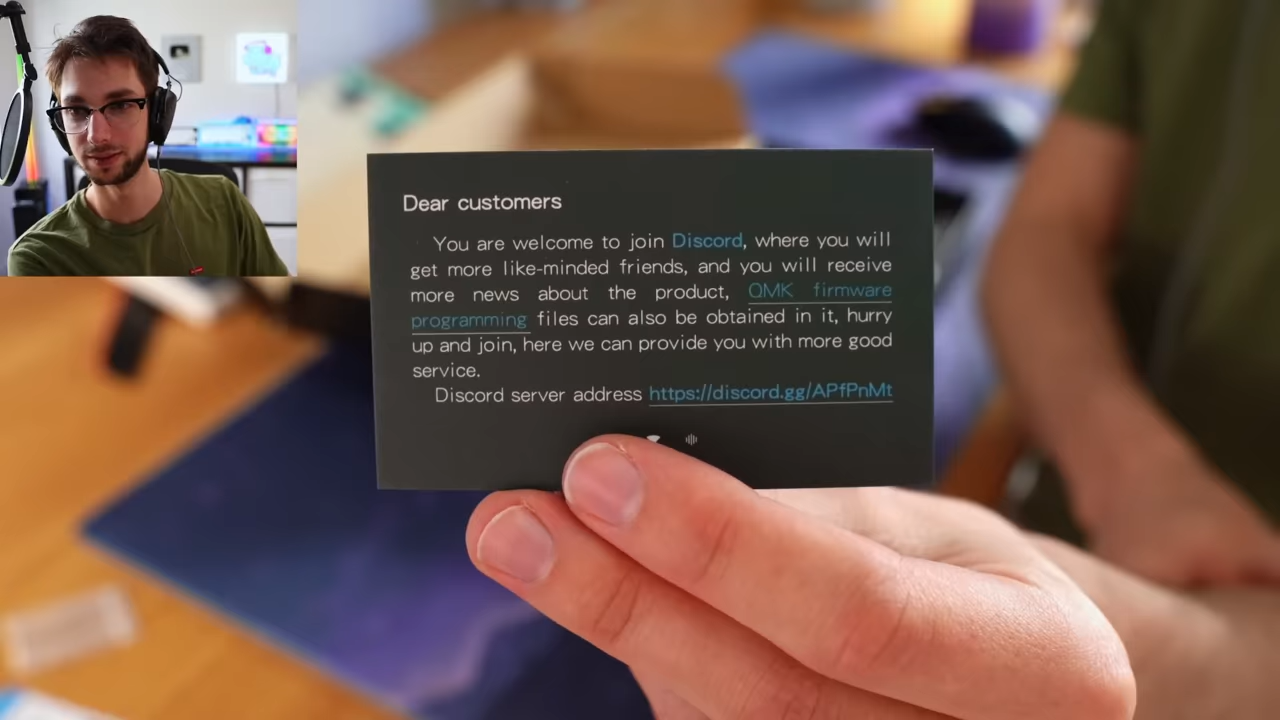 Dear customers
You are welcome to join Discord, where you will
get more like-minded friends, and you will receive
more news about the product, QMK firmware
programming files can also be obtained in it, hurry
up and join, here we can provide you with more good
service.
Discord server address https://discord.gg/APfPnMt